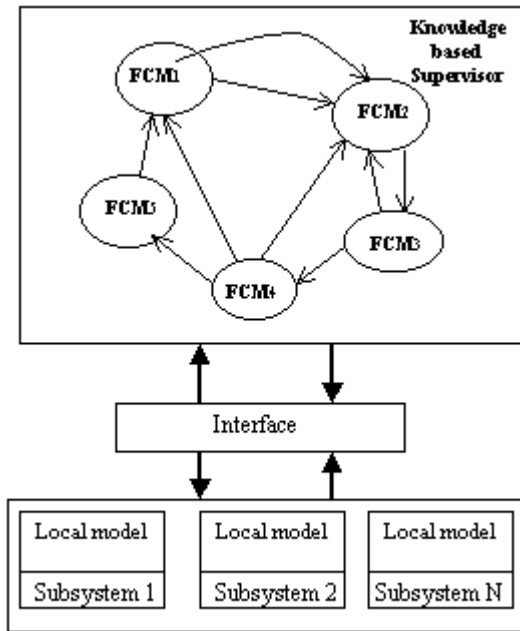 Knowledge
based
Supervisor
FCM1
FCM2
FCM5
FCM3
FCM4
Interface
Local model
Subsystem 1
Local model
Subsystem 2
Local model
Subsystem N